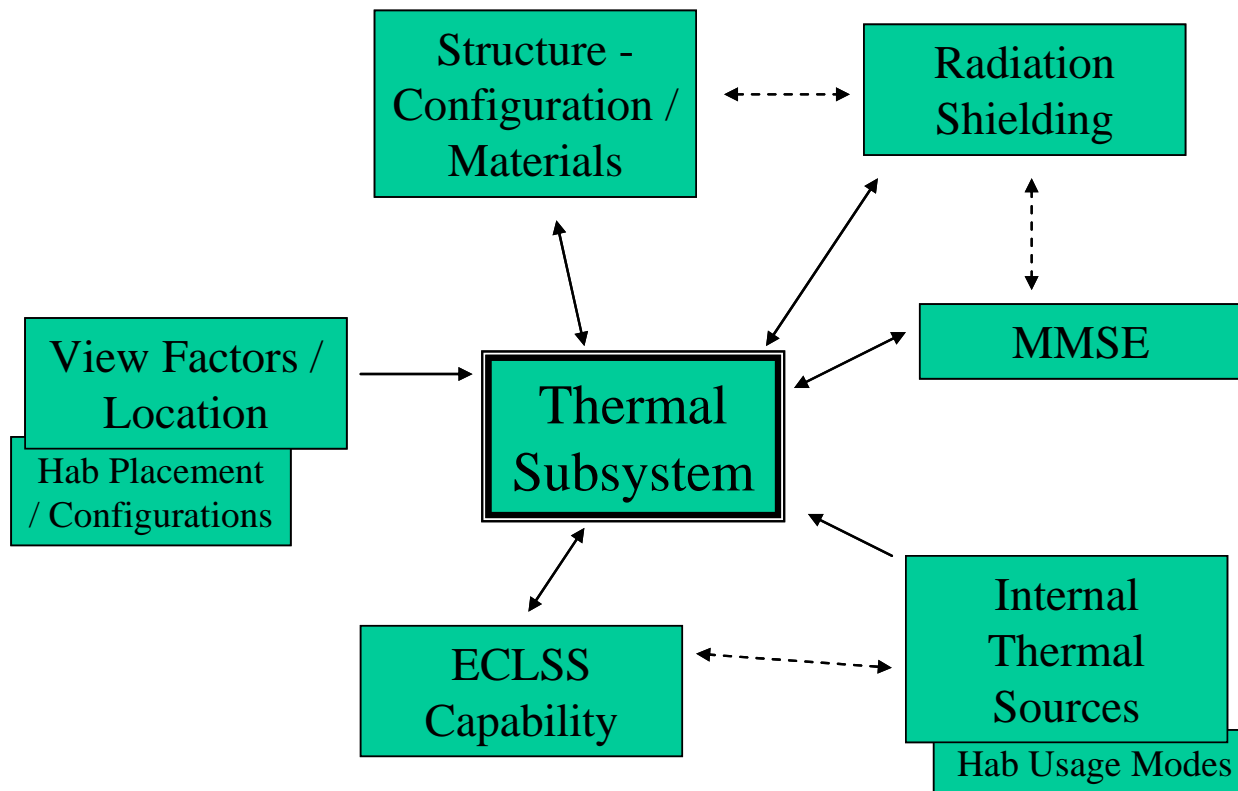 Structure -
Configuration /
Materials
Radiation
Shielding
View Factors /
Location
Hab Placement
/ Configurations
Thermal
Subsystem
MMSE
ECLSS
Capability
Internal
Thermal
Sources
Hab Usage Modes